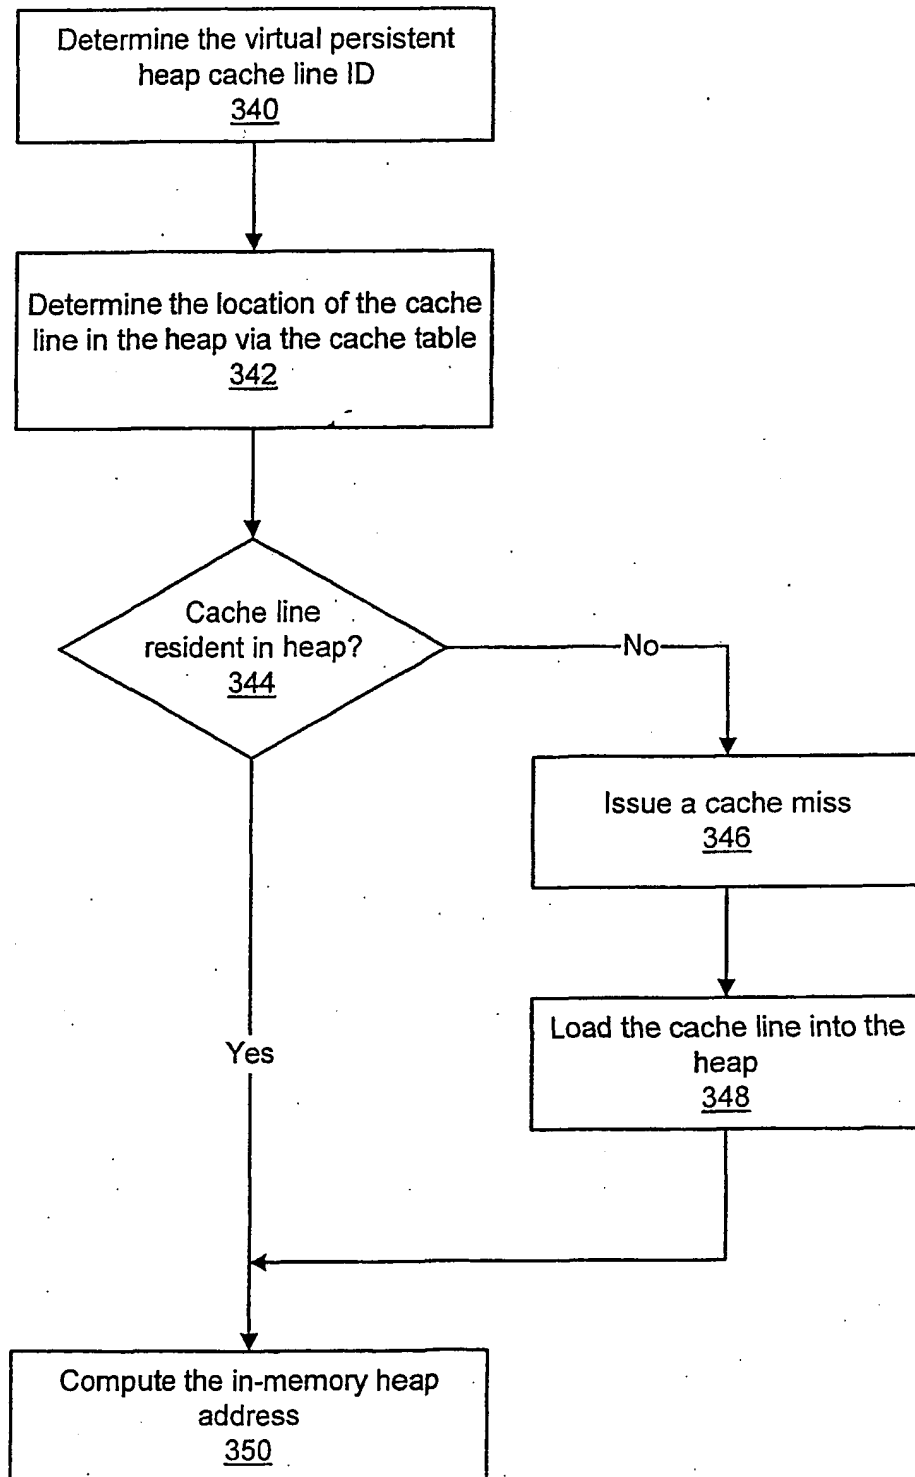 Determine the virtual persistent
heap cache line ID
340
Determine the location of the cache
line in the heap via the cache table
342
Cache line
resident in heap?
344
No
Issue a cache miss
346
Load the cache line into the
heap
348
Yes
Compute the in-memory heap
address
350